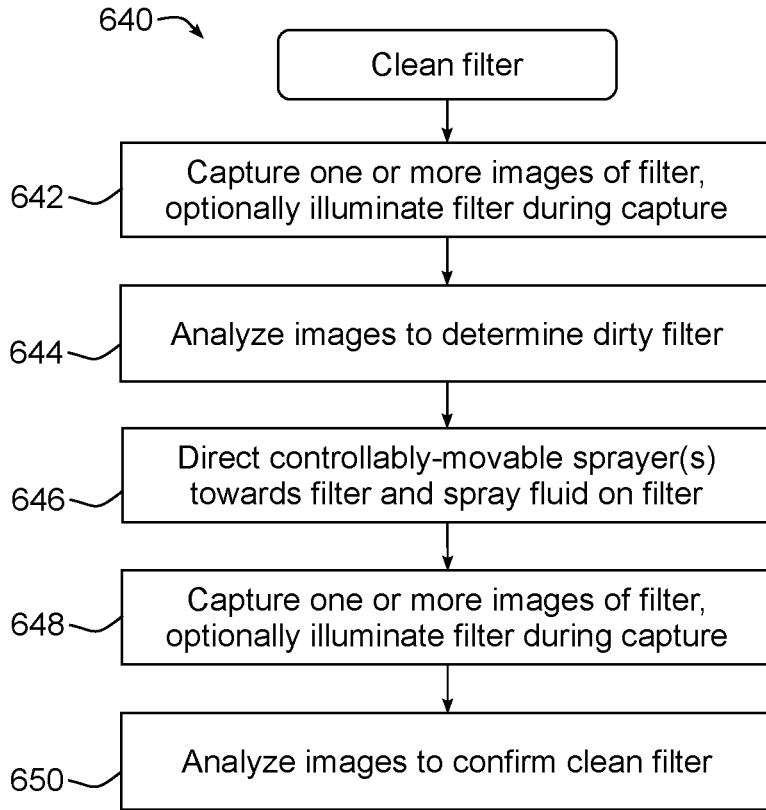 640
Clean filter
642
Capture one or more images of filter,
optionally illuminate filter during capture
644
Analyze images to determine dirty filter
646
Direct controllably-movable sprayer(s)
towards filter and spray fluid on filter
648
Capture one or more images of filter,
optionally illuminate filter during capture
650
Analyze images to confirm clean filter